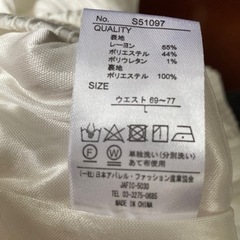 No. S51097
QUALITY
表地
レーヨン 55%
ポリエステル 44%
ポリウレタン 1%
裏地
ポリエステル 100%
SIZE
ウエスト 69~77
L
単独洗い(分別洗い)
あて布使用
(一社)日本アパレル・ファッション産業協会
JAFIC-5030
TEL 03-3275-0685
MADE IN CHINA